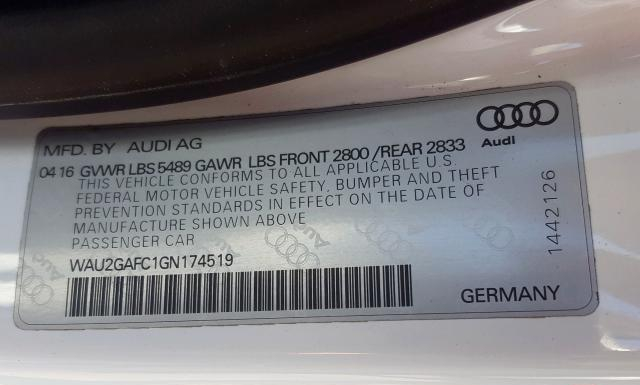 MFD. BY AUDI AG
04 16 GVWR LBS 5489 GAWR LBS FRONT 2800 /REAR 2833
THIS VEHICLE CONFORMS TO ALL APPLICABLE U.S.
FEDERAL MOTOR VEHICLE SAFETY, BUMPER AND THEFT
PREVENTION STANDARDS IN EFFECT ON THE DATE OF
MANUFACTURE SHOWN ABOVE
PASSENGER CAR
WAU2GAFC1GN174519
GERMANY
Audi
1442126
Audi
Audi